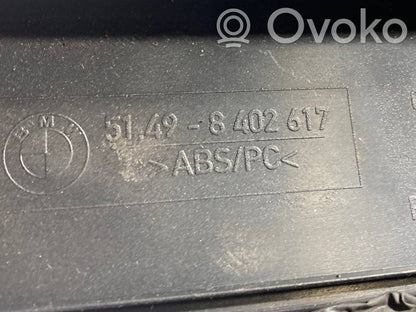 Ovoko
BMW
51.49 - 8 402 617
>ABS/PC<